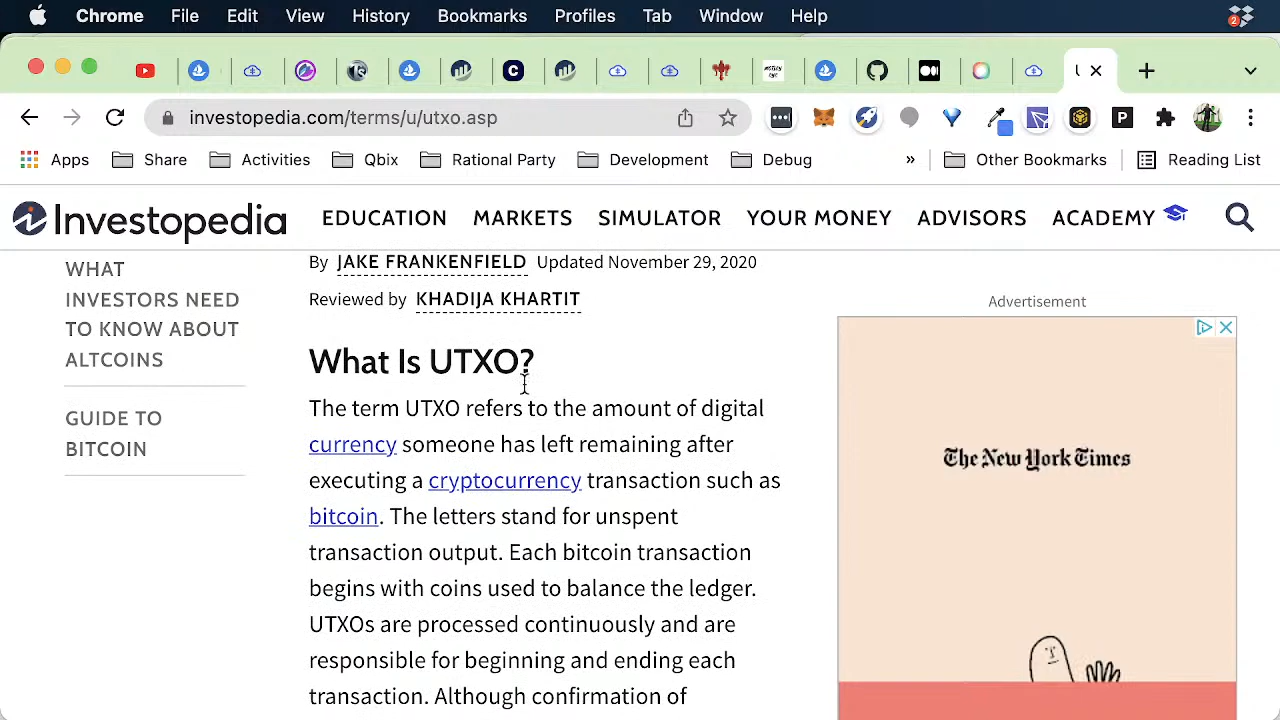 Chrome File Edit View History Bookmarks Profiles Tab Window Help
2
investopedia.com/terms/u/utxo.asp
P
Apps Share Activities Qbix Rational Party Development Debug » Other Bookmarks Reading List
Investopedia EDUCATION MARKETS SIMULATOR YOUR MONEY ADVISORS ACADEMY
WHAT
INVESTORS NEED
TO KNOW ABOUT
ALTCOINS
GUIDE TO
BITCOIN
By JAKE FRANKENFIELD Updated November 29, 2020
Reviewed by KHADIJA KHARTIT
What Is UTXO?
The term UTXO refers to the amount of digital
currency someone has left remaining after
executing a cryptocurrency transaction such as
bitcoin. The letters stand for unspent
transaction output. Each bitcoin transaction
begins with coins used to balance the ledger.
UTXOs are processed continuously and are
responsible for beginning and ending each
transaction. Although confirmation of
Advertisement
The New York Times